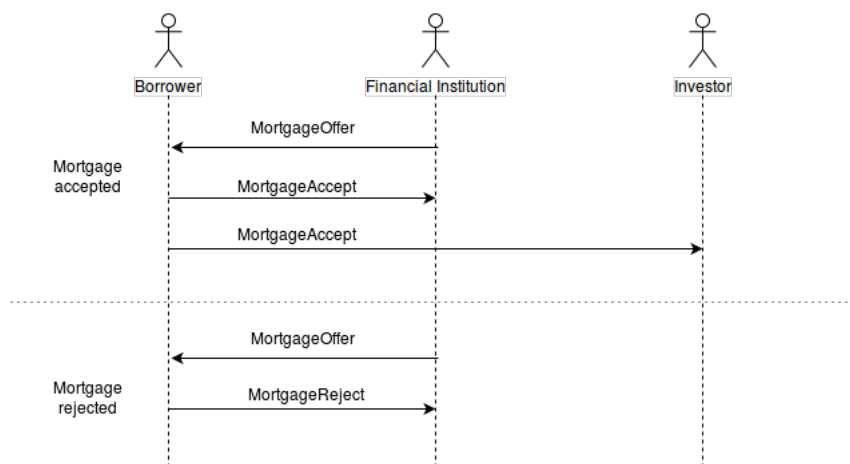 Borrower
Financial Institution
Investor
MortgageOffer
Mortgage
accepted
MortgageAccept
MortgageAccept
MortgageOffer
Mortgage
rejected
MortgageReject